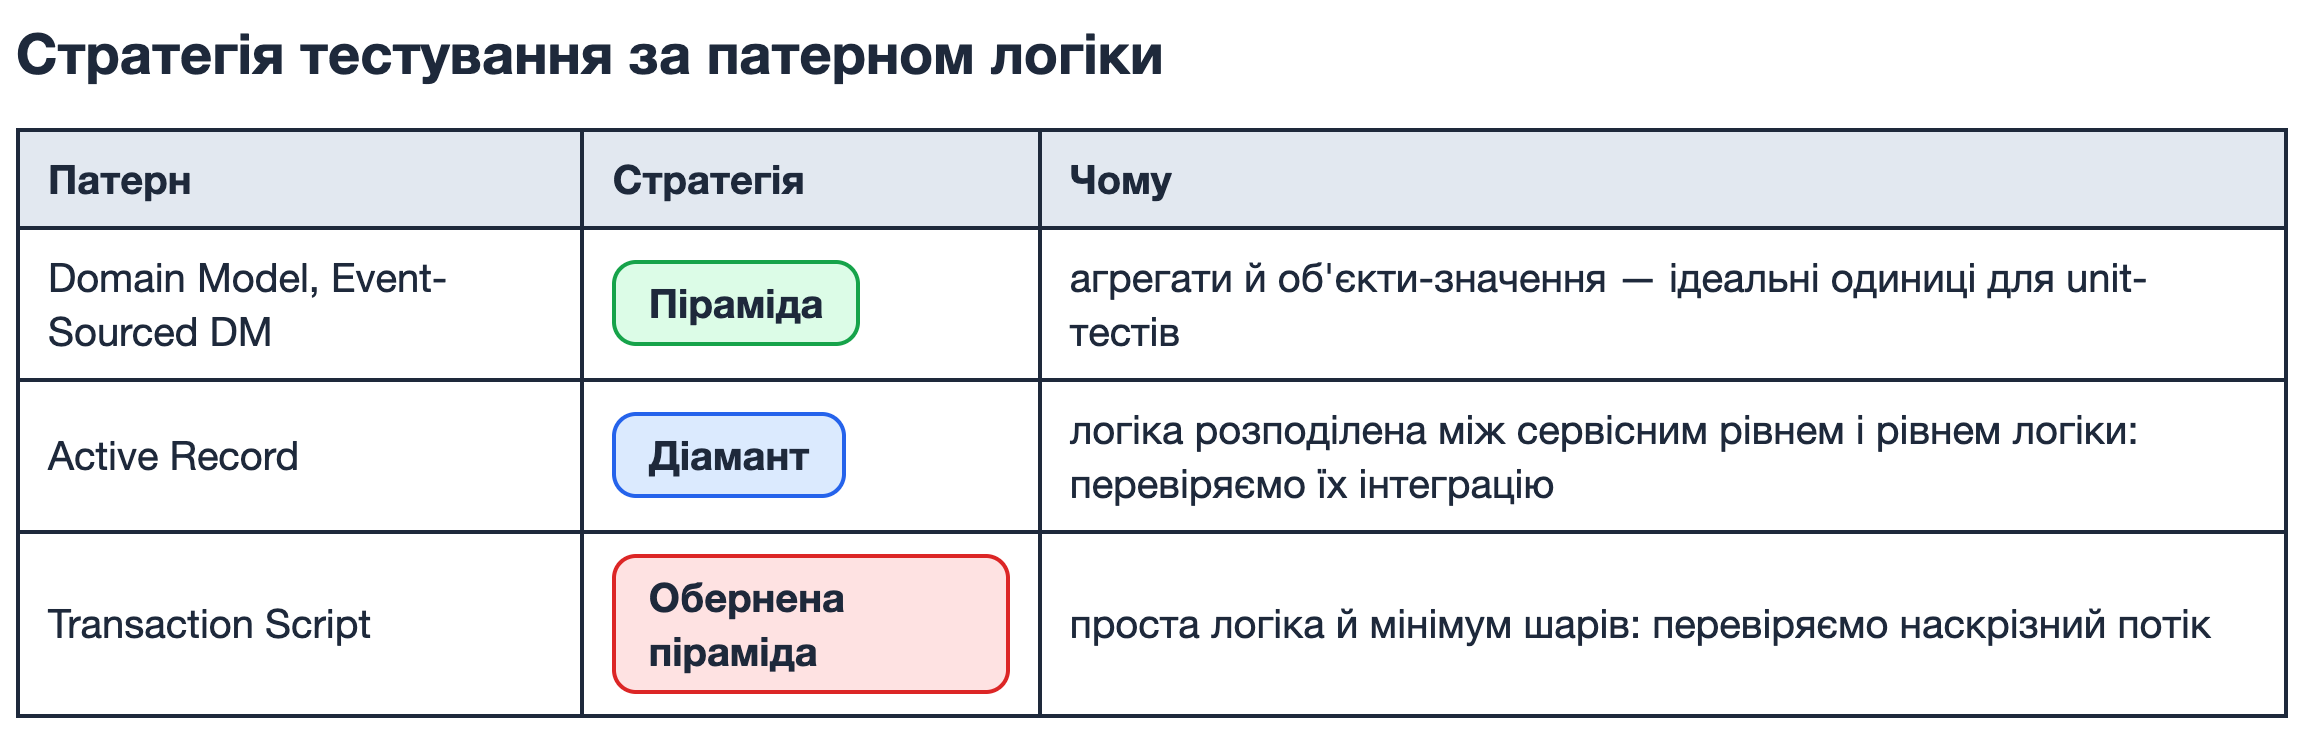 Стратегія тестування за патерном логіки
Патерн
Стратегія
Чому
Domain Model, Event-
Sourced DM
Піраміда
агрегати й об'єкти-значення — ідеальні одиниці для unit-
тестів
Active Record
Діамант
логіка розподілена між сервісним рівнем і рівнем логіки:
перевіряємо їх інтеграцію
Transaction Script
Обернена
піраміда
проста логіка й мінімум шарів: перевіряємо наскрізний потік